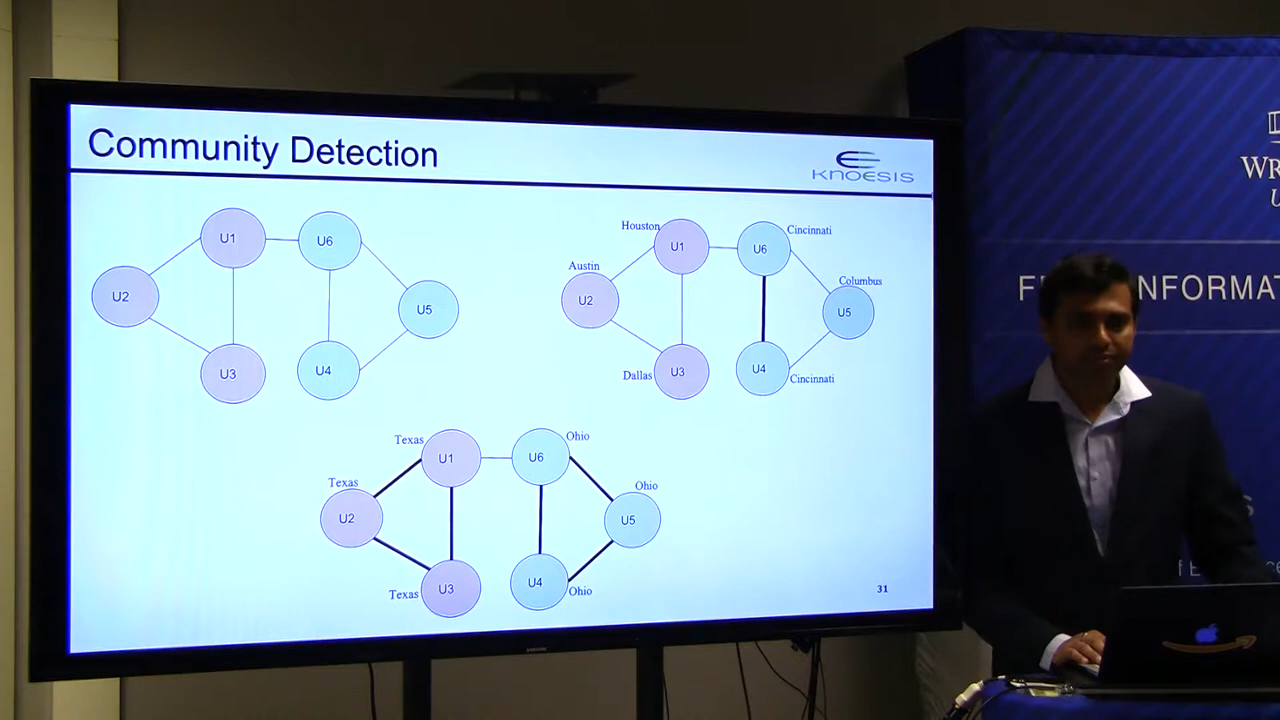 Community Detection
KNOESIS
U1
U6
U2
U5
U3
U4
Houston
U1
U6
Cincinnati
Austin
U2
Columbus
U5
Dallas
U3
U4
Cincinnati
Texas
U1
U6
Ohio
Texas
U2
Ohio
U5
Texas
U3
U4
Ohio
31
SAMSUNG
WR
U
NFORMA